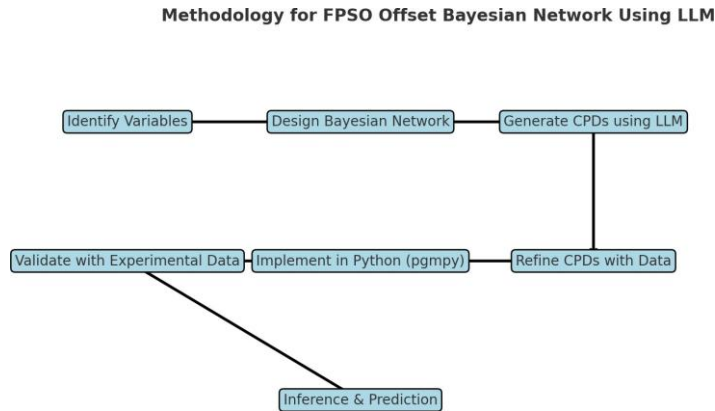 Methodology for FPSO Offset Bayesian Network Using LLM
Identify Variables
Design Bayesian Network
Generate CPDs using LLM
Validate with Experimental Data
Implement in Python (pgmpy)
Refine CPDs with Data
Inference & Prediction